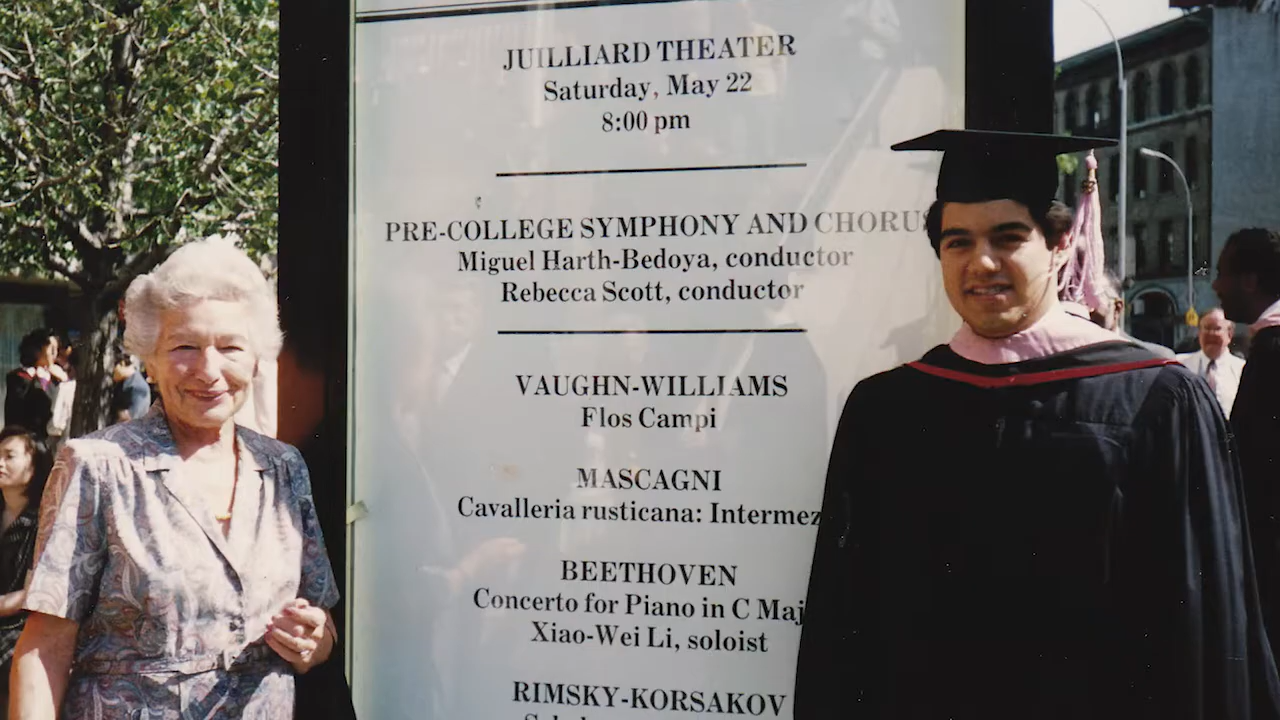 JUILLIARD THEATER
Saturday, May 22
8:00 pm
PRE-COLLEGE SYMPHONY AND CHORUS
Miguel Harth-Bedoya, conductor
Rebecca Scott, conductor
VAUGHN-WILLIAMS
Flos Campi
MASCAGNI
Cavalleria rusticana: Intermez
BEETHOVEN
Concerto for Piano in C Maj
Xiao-Wei Li, soloist
RIMSKY-KORSAKOV